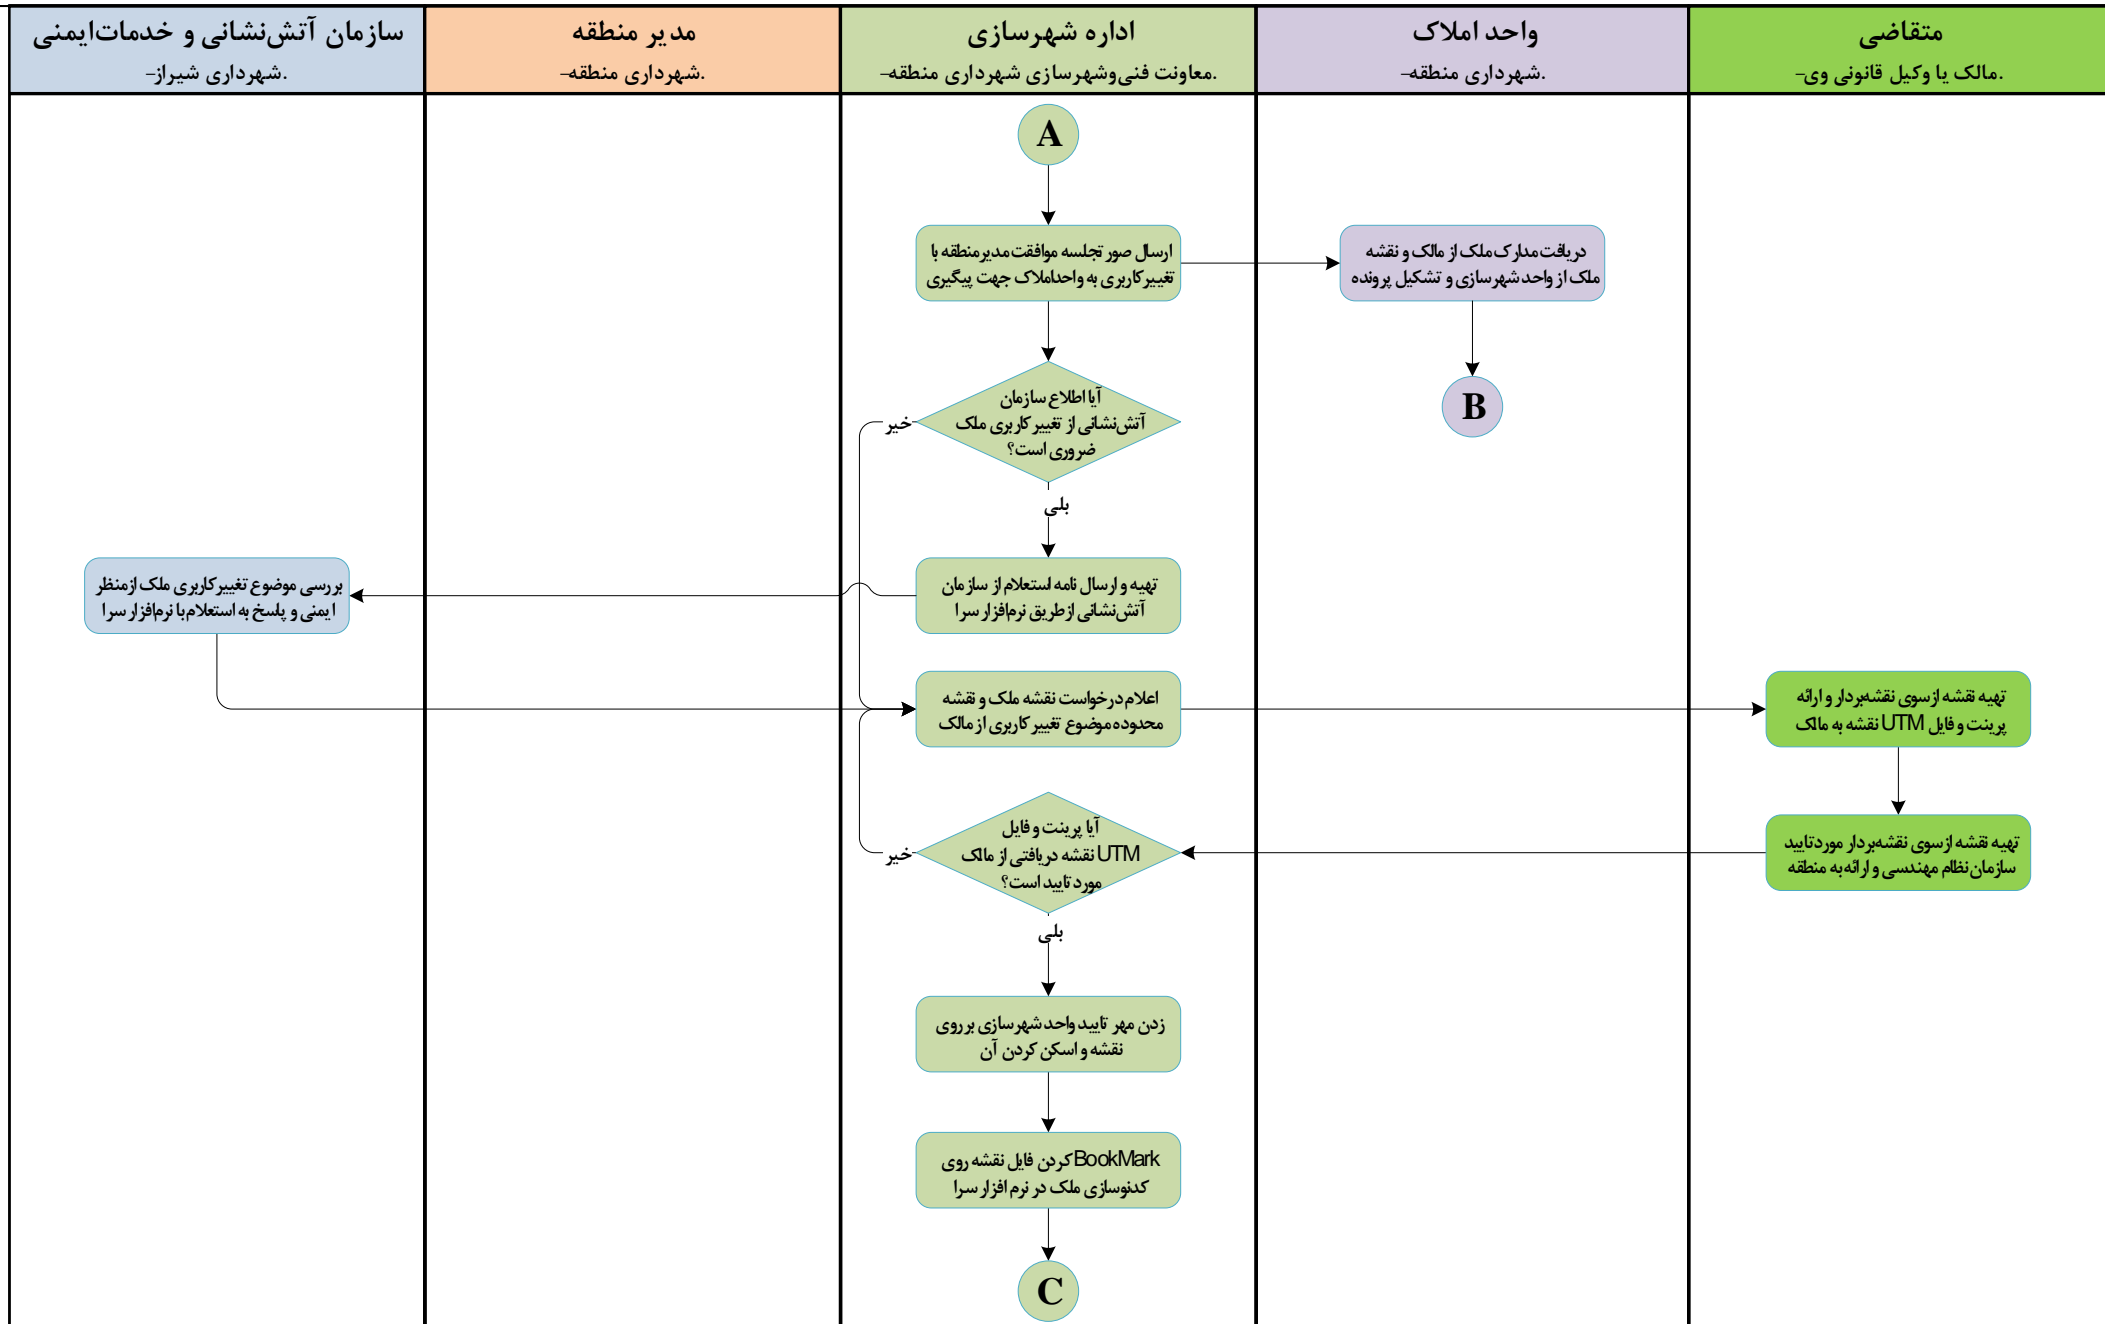 متقاضی
مالک یا وکیل قانونی وی–.
واحد املاک
شهرداری منطقه–.
اداره شهرسازی
معاونت فنی‌وشهرسازی شهرداری منطقه–.
مدیر منطقه
شهرداری منطقه–.
سازمان آتش‌نشانی و خدمات‌ایمنی
شهرداری شیراز–.
A
ارسال صورتجلسه موافقت مدیرمنطقه با
تغییرکاربری به واحداملاک جهت پیگیری
دریافت مدارک ملک از مالک و نقشه
ملک از واحد شهرسازی و تشکیل پرونده
B
آیا اطلاع سازمان
آتش‌نشانی از تغییر کاربری ملک
ضروری است؟
خیر
بلی
تهیه و ارسال نامه استعلام از سازمان
آتش‌نشانی ازطریق نرم‌افزار سرا
بررسی موضوع تغییرکاربری ملک ازمنظر
ایمنی و پاسخ به استعلام با نرم‌افزار سرا
اعلام درخواست نقشه ملک و نقشه
محدوده موضوع تغییر کاربری از مالک
تهیه نقشه ازسوی نقشه‌بردار و ارائه
پرینت و فایل UTM نقشه به مالک
تهیه نقشه ازسوی نقشه‌بردار موردتایید
سازمان نظام مهندسی و ارائه به منطقه
آیا پرینت و فایل
UTM نقشه دریافتی از مالک
مورد تایید است؟
خیر
بلی
زدن مهر تایید واحد شهرسازی بر روی
نقشه و اسکن کردن آن
BookMark کردن فایل نقشه روی
کدنوسازی ملک در نرم افزار سرا
C